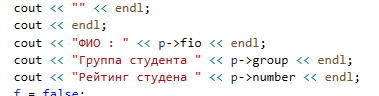 cout << "" << endl;
cout << endl;
cout << "ФИО : " << p->fio << endl;
cout << "Группа студента " << p->group << endl;
cout << "Рейтинг студена " << p->number << endl;
f = false;